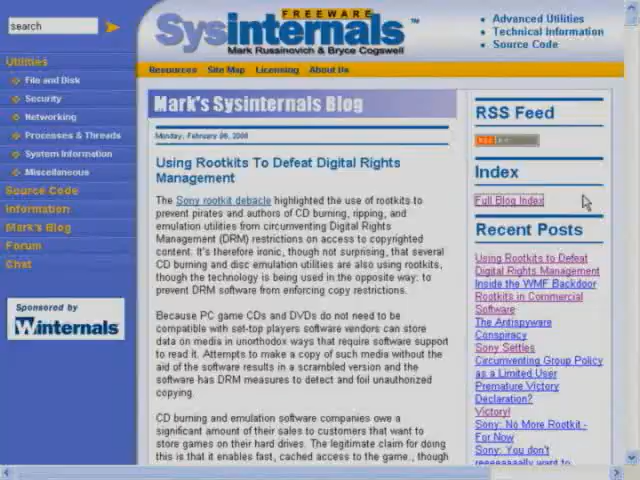 search
FREEWARE
Sysinternals ™
Mark Russinovich & Bryce Cogswell
Advanced Utilities
Technical Information
Source Code
Resources Site Map Licensing About Us
Utilities
File and Disk
Security
Networking
Processes & Threads
System Information
Miscellaneous
Source Code
Information
Mark's Blog
Forum
Chat
Sponsored by
Winternals
Mark's Sysinternals Blog
Monday, February 06, 2006
Using Rootkits To Defeat Digital Rights
Management
The Sony rootkit debacle highlighted the use of rootkits to
prevent pirates and authors of CD burning, ripping, and
emulation utilities from circumventing Digital Rights
Management (DRM) restrictions on access to copyrighted
content. It's therefore ironic, though not surprising, that several
CD burning and disc emulation utilities are also using rootkits,
though the technology is being used in the opposite way: to
prevent DRM software from enforcing copy restrictions.
Because PC game CDs and DVDs do not need to be
compatible with set-top players software vendors can store
data on media in unorthodox ways that require software support
to read it. Attempts to make a copy of such media without the
aid of the software results in a scrambled version and the
software has DRM measures to detect and foil unauthorized
copying.
CD burning and emulation software companies owe a
significant amount of their sales to customers that want to
store games on their hard drives. The legitimate claim for doing
this is that it enables fast, cached access to the game., though
RSS Feed
Index
Full Blog Index
Recent Posts
Using Rootkits to Defeat
Digital Rights Management
Inside the WMF Backdoor
Rootkits in Commercial
Software
The Antispyware
Conspiracy
Sony Settles
Circumventing Group Policy
as a Limited User
Premature Victory
Declaration?
Victory!
Sony: No More Rootkit -
For Now
Sony: You don't
reeeeaaaally want to